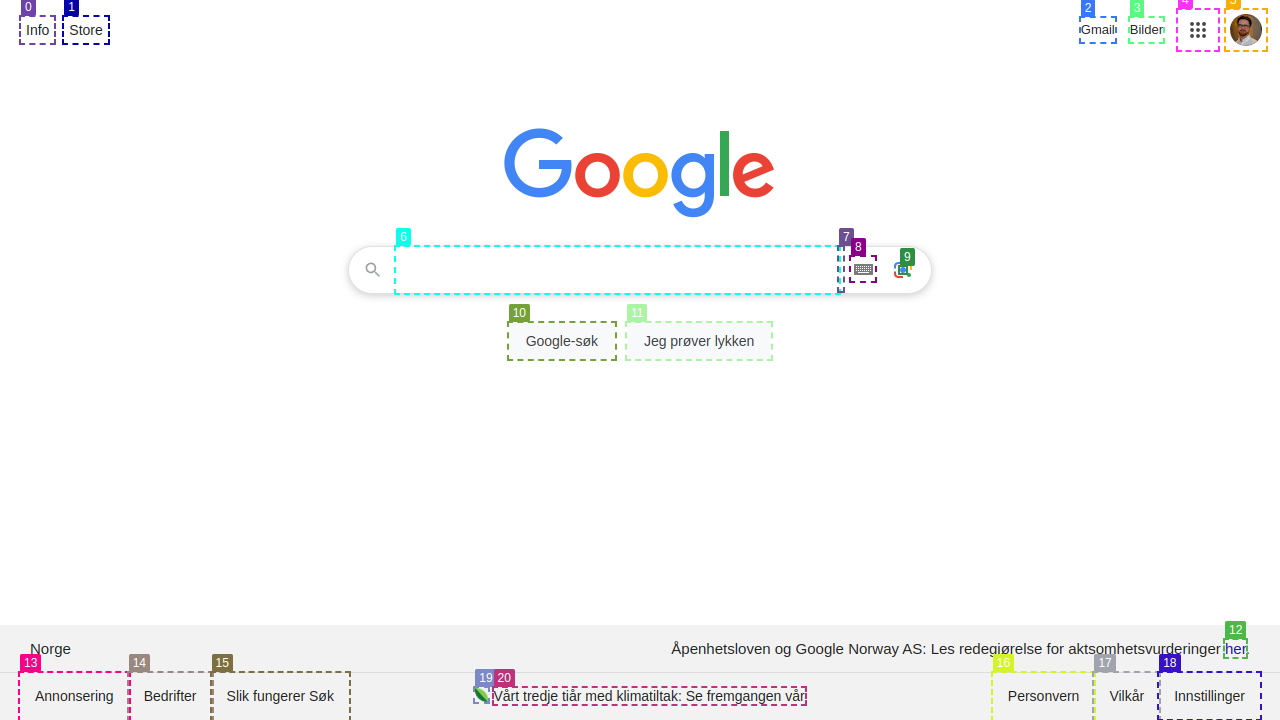 0
1
2
3
4
5
Info
Store
Gmail
Bilder
Google
6
7
8
9
10
11
Google-søk
Jeg prøver lykken
12
Norge
Åpenhetsloven og Google Norway AS: Les redegjørelse for aktsomhetsvurderinger her.
13
14
15
19
20
16
17
18
Annonsering
Bedrifter
Slik fungerer Søk
Vårt tredje tiår med klimatiltak: Se fremgangen vår
Personvern
Vilkår
Innstillinger